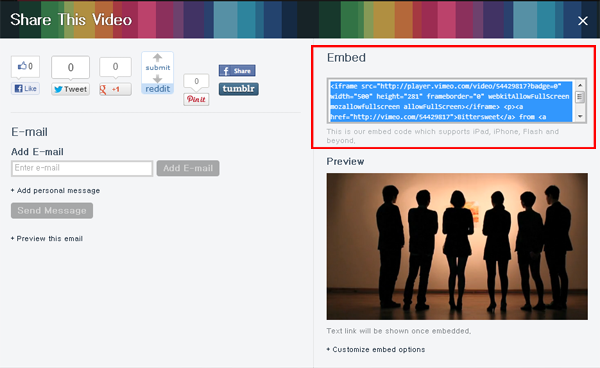 Share This Video
0
0
0
submit
reddit
0
Share
Like
Tweet
+1
Pin it
tumblr.
E-mail
Add E-mail
Enter e-mail
Add E-mail
+ Add personal message
Send Message
+ Preview this email
Embed
<iframe src="http://player.vimeo.com/video/54429817?badge=0"
width="500" height="281" frameborder="0" webkitAllowFullScreen
mozallowfullscreen allowFullScreen></iframe> <p><a
href="http://vimeo.com/54429817">Bittersweet</a> from <a
This is our embed code which supports iPad, iPhone, Flash and
beyond.
Preview
Text link will be shown once embedded.
+ Customize embed options